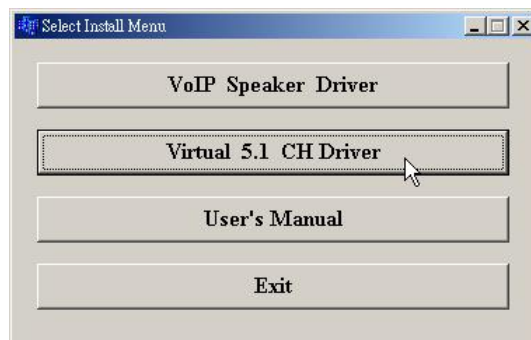 Select Install Menu
VoIP Speaker Driver
Virtual 5.1 CH Driver
User's Manual
Exit